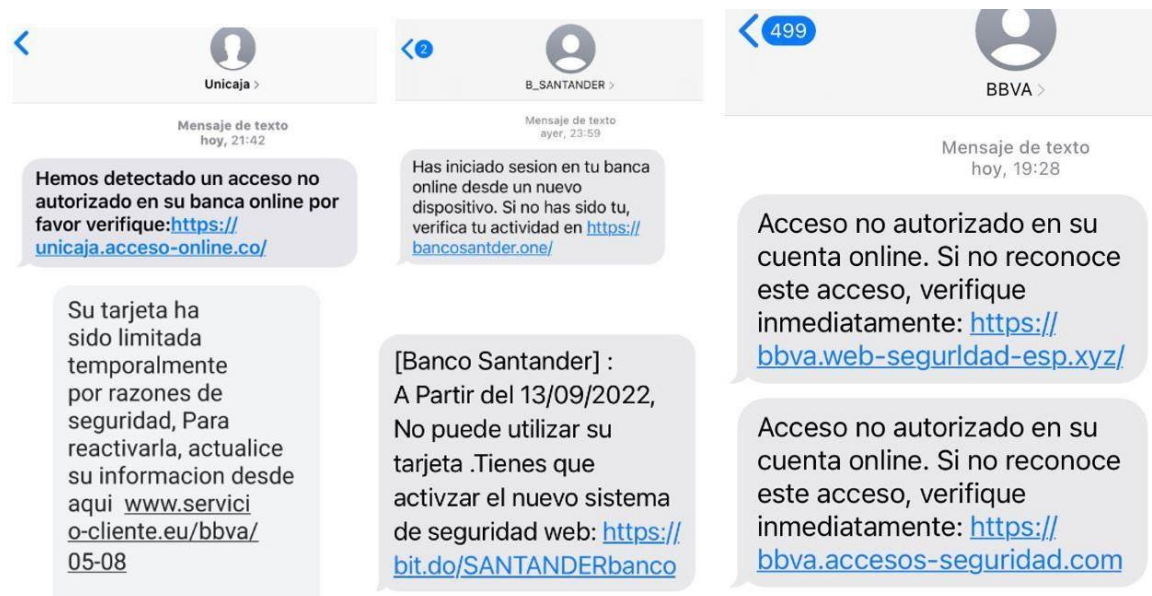 Unicaja >
Mensaje de texto
hoy, 21:42
Hemos detectado un acceso no
autorizado en su banca online por
favor verifique:https://
unicaja.acceso-online.co/
Su tarjeta ha
sido limitada
temporalmente
por razones de
seguridad, Para
reactivarla, actualice
su informacion desde
aqui www.servici
o-cliente.eu/bbva/
05-08
2
B_SANTANDER >
Mensaje de texto
ayer, 23:59
Has iniciado sesion en tu banca
online desde un nuevo
dispositivo. Si no has sido tu,
verifica tu actividad en https://
bancosantder.one/
[Banco Santander] :
A Partir del 13/09/2022,
No puede utilizar su
tarjeta .Tienes que
activzar el nuevo sistema
de seguridad web: https://
bit.do/SANTANDERbanco
499
BBVA >
Mensaje de texto
hoy, 19:28
Acceso no autorizado en su
cuenta online. Si no reconoce
este acceso, verifique
inmediatamente: https://
bbva.web-segurldad-esp.xyz/
Acceso no autorizado en su
cuenta online. Si no reconoce
este acceso, verifique
inmediatamente: https://
bbva.accesos-seguridad.com